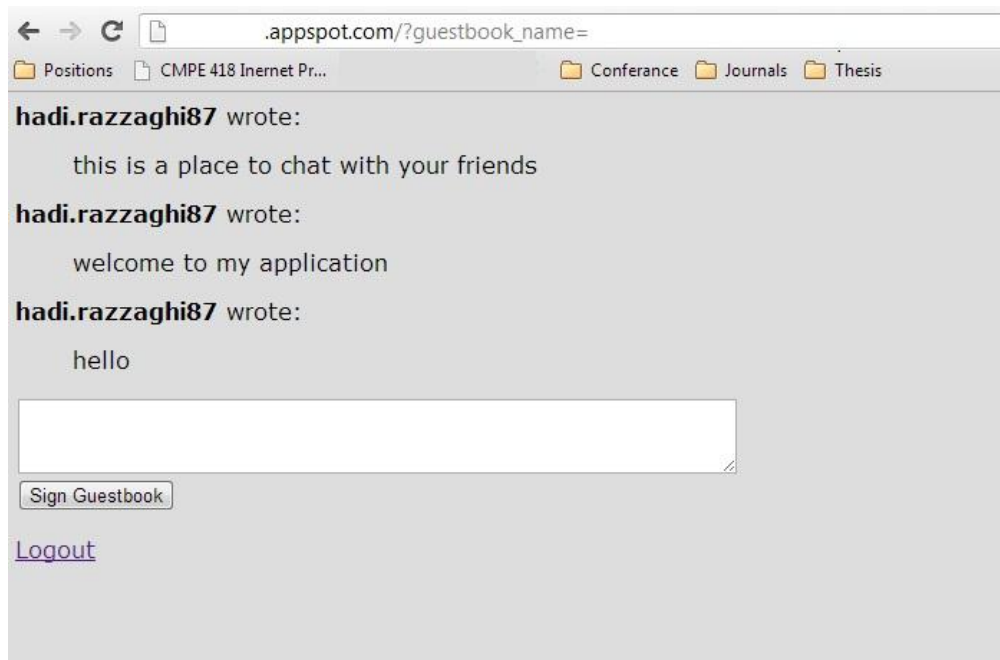 .appspot.com/?guestbook_name=
Positions CMPE 418 Inernet Pr... Conferance Journals Thesis
hadi.razzaghi87 wrote:
this is a place to chat with your friends
hadi.razzaghi87 wrote:
welcome to my application
hadi.razzaghi87 wrote:
hello
Sign Guestbook
Logout